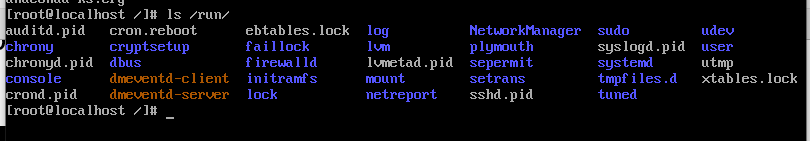 [root@localhost /]# ls /run/
auditd.pid cron.reboot ebtables.lock log NetworkManager sudo udev
chrony cryptsetup faillock lvm plymouth syslogd.pid user
chronyd.pid dbus firewalld lvmetad.pid sepermit systemd utmp
console dmeventd-client initramfs mount setrans tmpfiles.d xtables.lock
crond.pid dmeventd-server lock netreport sshd.pid tuned
[root@localhost /]# _